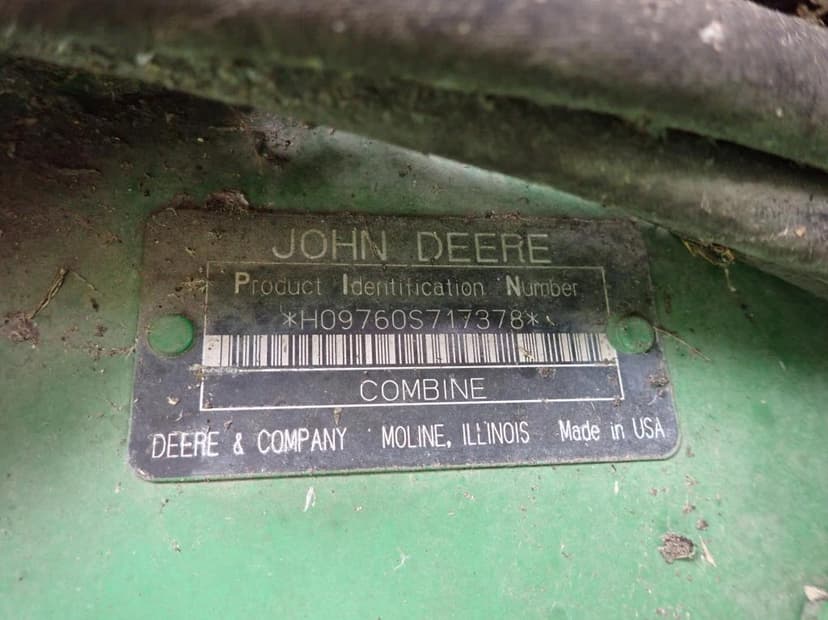 JOHN DEERE
Product Identification Number
*H09760S717378*
COMBINE
DEERE & COMPANY MOLINE, ILLINOIS Made in USA